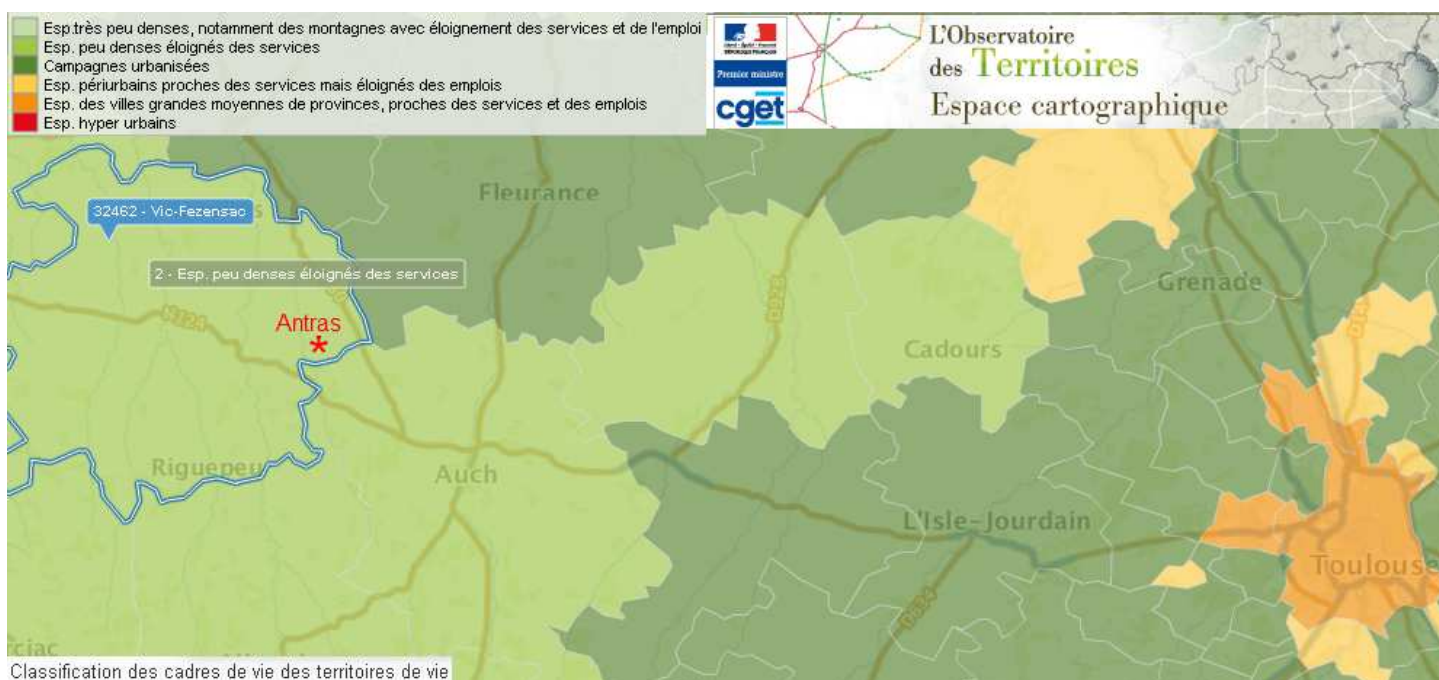 Esp.très peu denses, notamment des montagnes avec éloignement des services et de l'emploi
Esp. peu denses éloignés des services
Campagnes urbanisées
Esp. périurbains proches des services mais éloignés des emplois
Esp. des villes grandes moyennes de provinces, proches des services et des emplois
Esp. hyper urbains
Premier ministre
cget
L'Observatoire
des Territoires
Espace cartographique
Fleurance
32462 - Vic-Fezensac
2 - Esp. peu denses éloignés des services
N124
Antras
D928
Grenade
Cadours
Riguepeu
Auch
L'Isle-Jourdain
Toulouse
D634
Classification des cadres de vie des territoires de vie